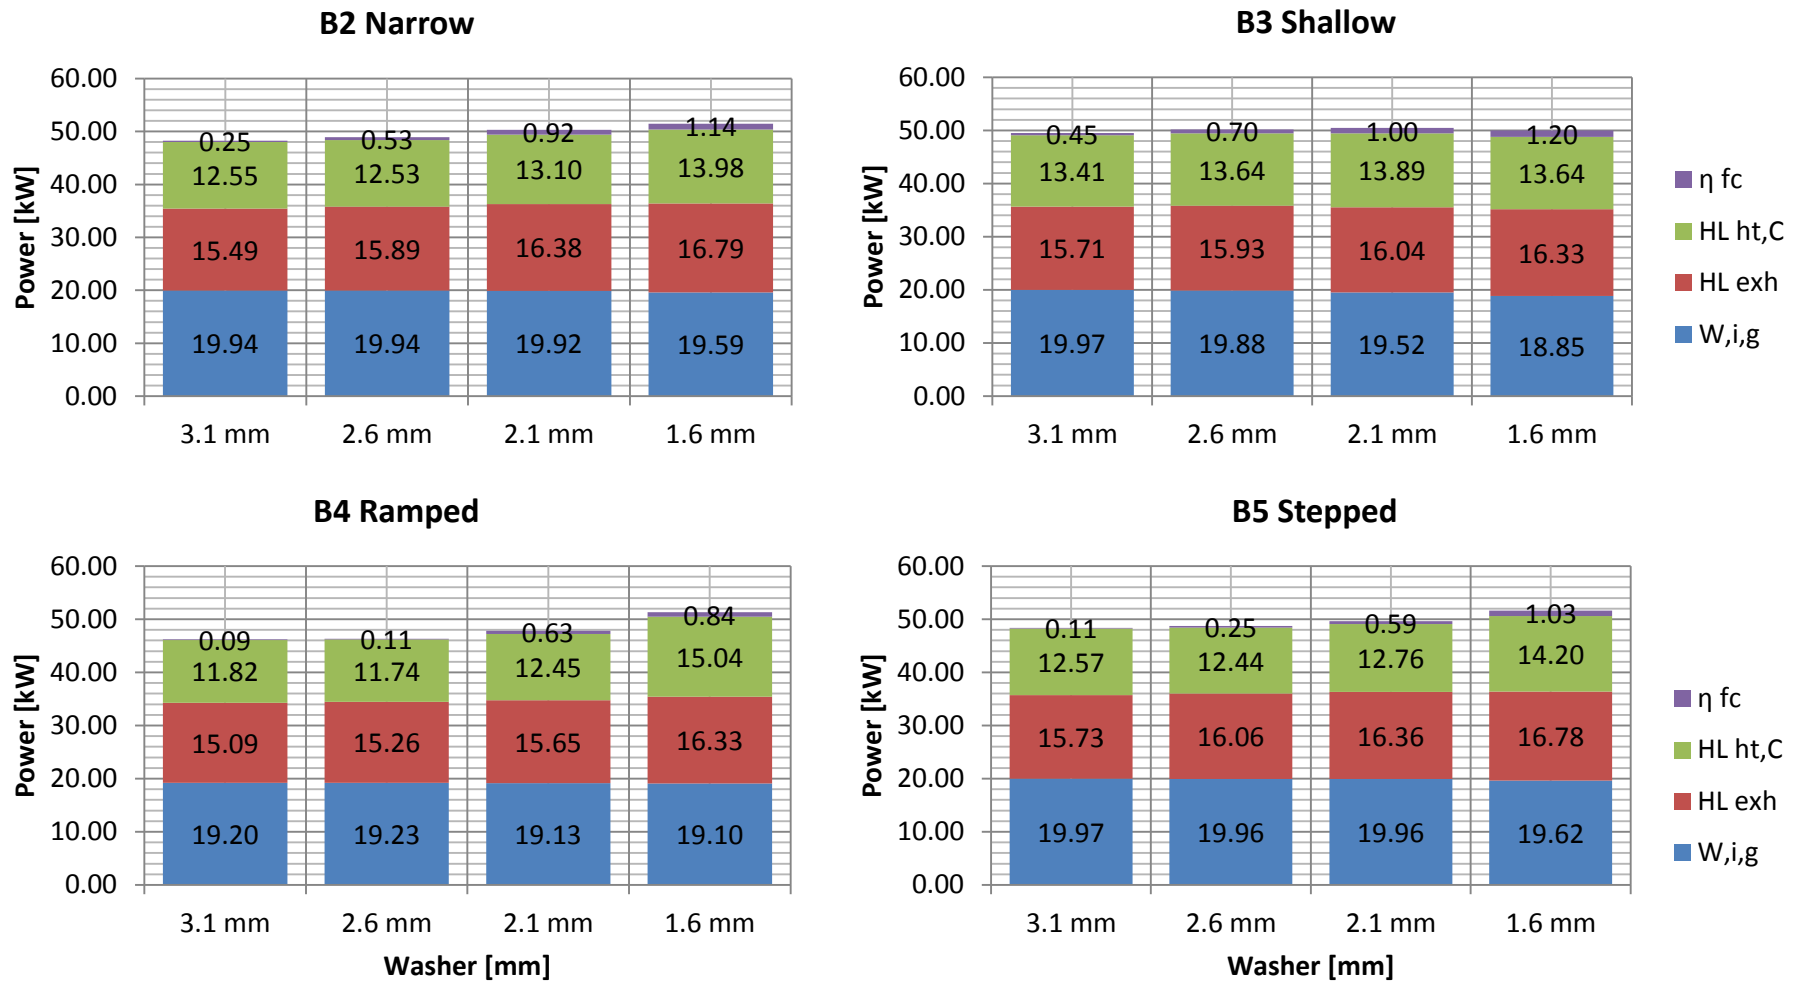 B2 Narrow
60.00
50.00
40.00
30.00
20.00
10.00
0.00
Power [kW]
0.25 0.53 0.92 1.14
12.55 12.53 13.10 13.98
15.49 15.89 16.38 16.79
19.94 19.94 19.92 19.59
3.1 mm 2.6 mm 2.1 mm 1.6 mm
B3 Shallow
60.00
50.00
40.00
30.00
20.00
10.00
0.00
Power [kW]
0.45 0.70 1.00 1.20
13.41 13.64 13.89 13.64
15.71 15.93 16.04 16.33
19.97 19.88 19.52 18.85
3.1 mm 2.6 mm 2.1 mm 1.6 mm
η fc
HL ht,C
HL exh
W,i,g
B4 Ramped
60.00
50.00
40.00
30.00
20.00
10.00
0.00
Power [kW]
0.09 0.11 0.63 0.84
11.82 11.74 12.45 15.04
15.09 15.26 15.65 16.33
19.20 19.23 19.13 19.10
3.1 mm 2.6 mm 2.1 mm 1.6 mm
Washer [mm]
B5 Stepped
60.00
50.00
40.00
30.00
20.00
10.00
0.00
Power [kW]
0.11 0.25 0.59 1.03
12.57 12.44 12.76 14.20
15.73 16.06 16.36 16.78
19.97 19.96 19.96 19.62
3.1 mm 2.6 mm 2.1 mm 1.6 mm
Washer [mm]
η fc
HL ht,C
HL exh
W,i,g